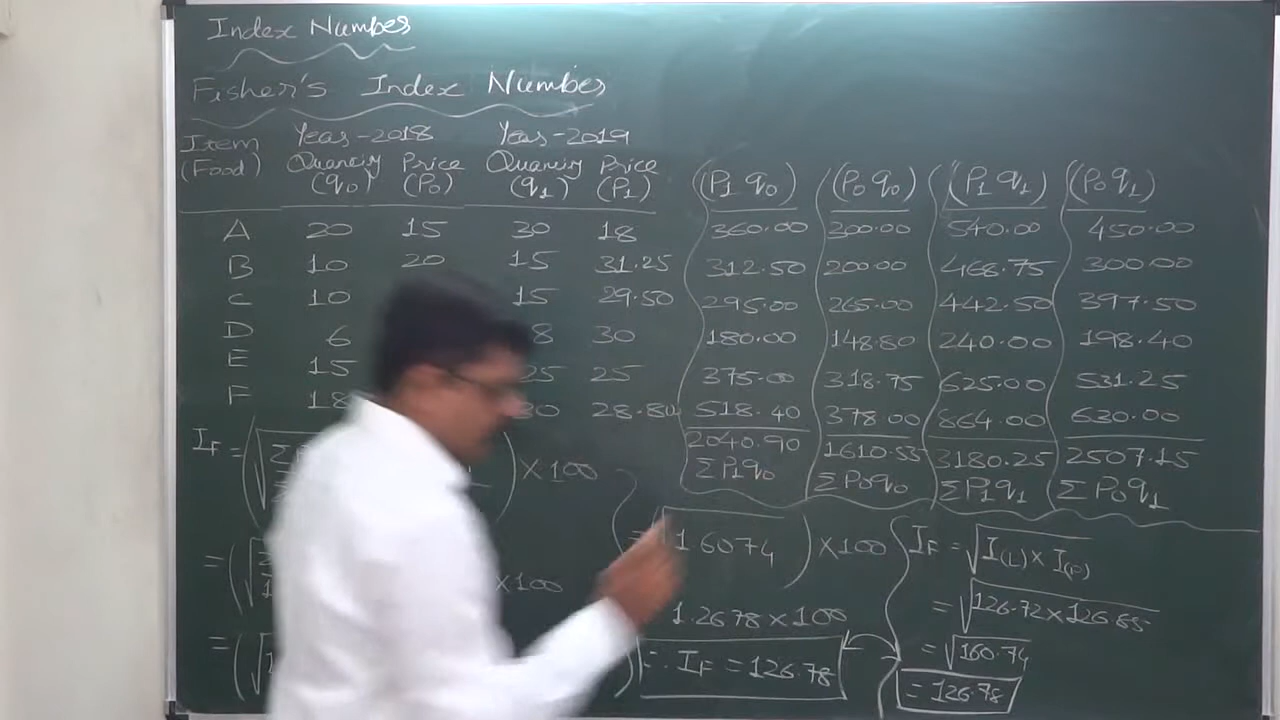 Index Number
Fisher's Index Number
Item (Food) Year-2018 Quantity (q0) Price (P0) Year-2019 Quantity (q1) Price (P1) (P1 q0) (P0 q0) (P1 q1) (P0 q1)
A 20 15 30 18 360.00 300.00 540.00 450.00
B 10 20 15 31.25 312.50 200.00 468.75 300.00
C 10 15 29.50 295.00 265.00 442.50 397.50
D 6 8 30 180.00 148.80 240.00 198.40
E 15 25 25 375.00 318.75 625.00 531.25
F 18 30 28.80 518.40 378.00 864.00 630.00
2040.90 1610.55 3180.25 2507.15
ΣP1q0 ΣP0q0 ΣP1q1 ΣP0q1
IF = (√ ) ×100
= (√ ×100
= (√
= √1.6074 ) ×100
1.2678×100
∴ IF = 126.78
IF = √I(L) × I(P)
= √126.72×126.85
= √160.74
= 126.78